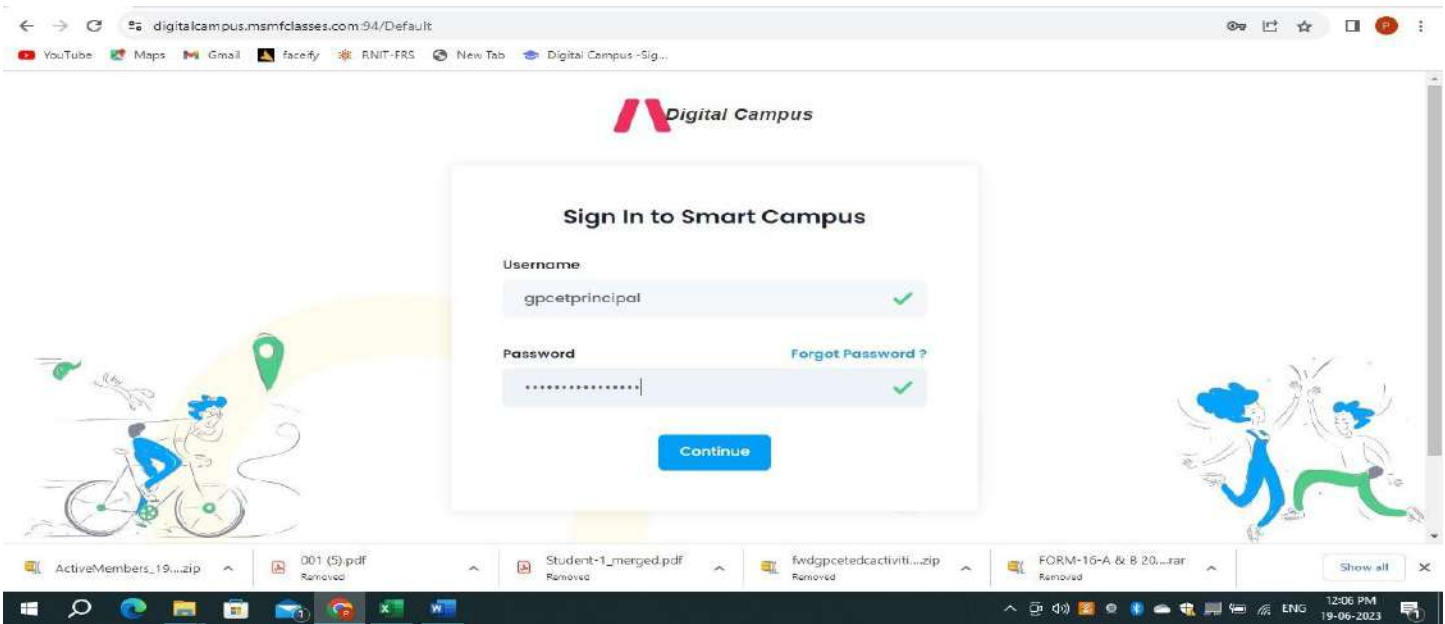 digitalcampus.msmfclasses.com:94/Default
P
YouTube Maps Gmail faceify RNIT-FRS New Tab Digital Campus -Sig...
Digital Campus
Sign In to Smart Campus
Username
gpcetprincipal
Password Forgot Password ?
Continue
ActiveMembers_19....zip 001 (5).pdf Student-1_merged.pdf fwdgpcetedcactiviti....zip FORM-16-A & B 20....rar Show all
Removed Removed Removed Removed
ENG 12:06 PM
19-06-2023